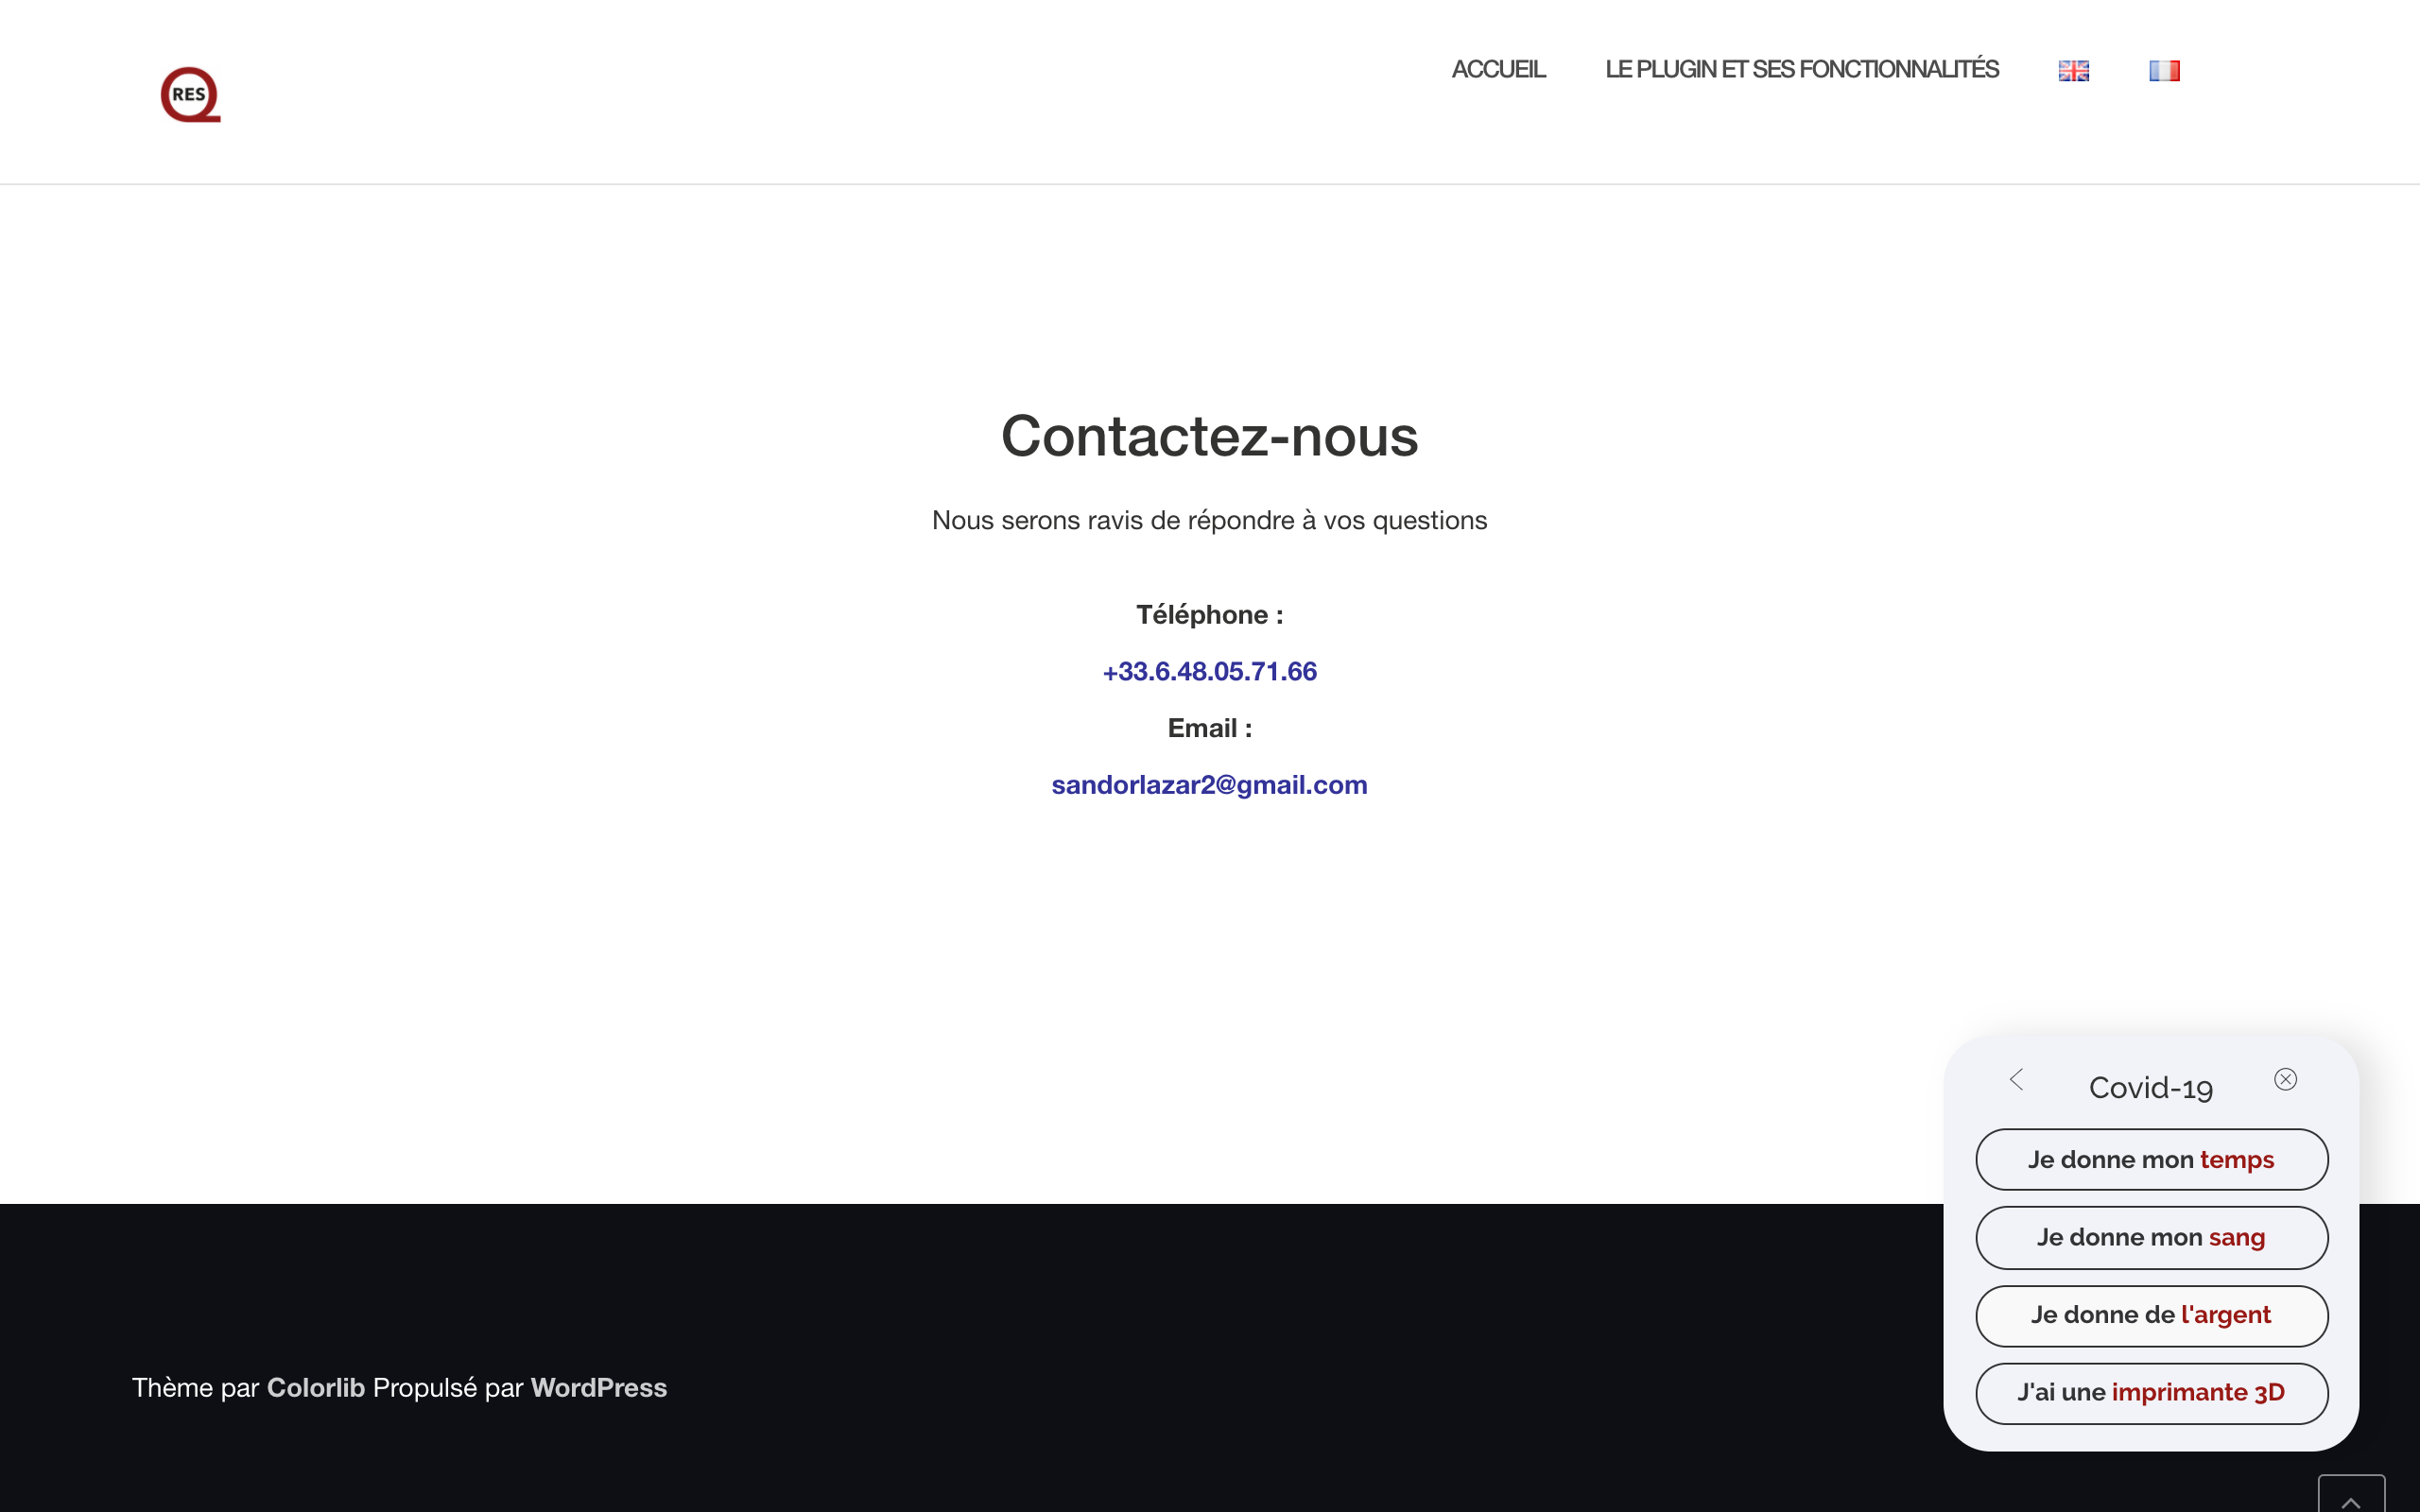 RES
ACCUEIL
LE PLUGIN ET SES FONCTIONNALITÉS
Contactez-nous
Nous serons ravis de répondre à vos questions
Téléphone :
+33.6.48.05.71.66
Email :
sandorlazar2@gmail.com
Covid-19
Je donne mon temps
Je donne mon sang
Je donne de l'argent
J'ai une imprimante 3D
Thème par Colorlib Propulsé par WordPress